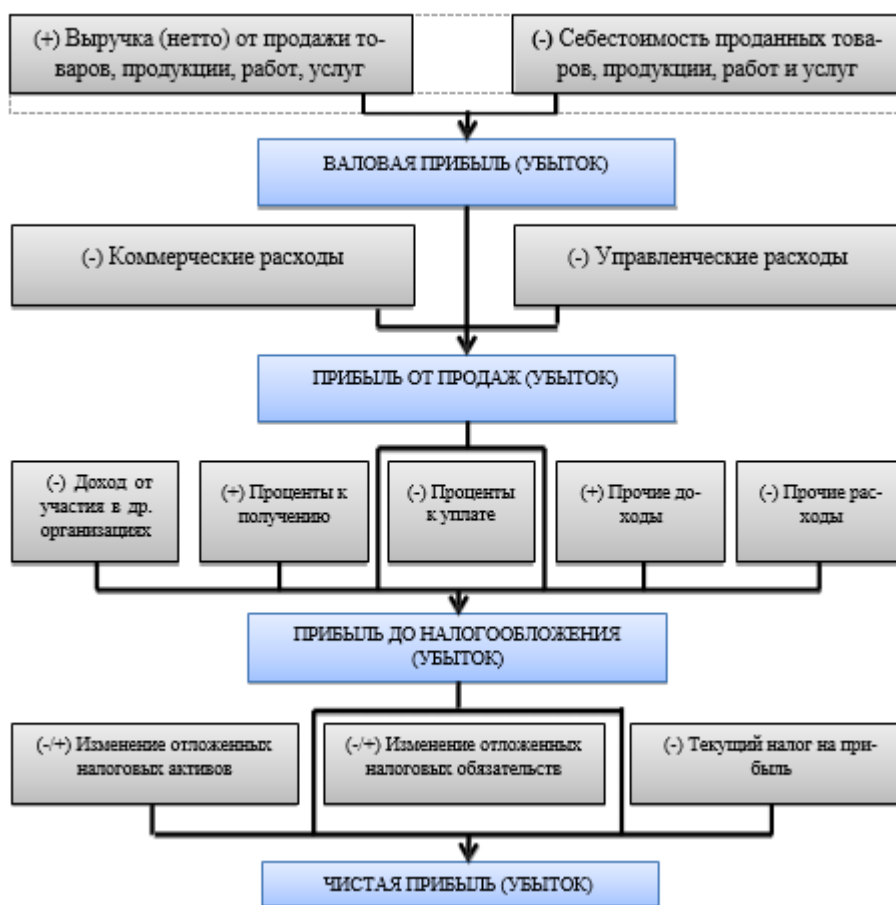 (+) Выручка (нетто) от продажи то-
варов, продукции, работ, услуг
(-) Себестоимость проданных това-
ров, продукции, работ и услуг
ВАЛОВАЯ ПРИБЫЛЬ (УБЫТОК)
(-) Коммерческие расходы
(-) Управленческие расходы
ПРИБЫЛЬ ОТ ПРОДАЖ (УБЫТОК)
(-) Доход от
участия в др.
организациях
(+) Проценты к
получению
(-) Проценты
к уплате
(+) Прочие до-
ходы
(-) Прочие рас-
ходы
ПРИБЫЛЬ ДО НАЛОГООБЛОЖЕНИЯ
(УБЫТОК)
(-/+) Изменение отложенных
налоговых активов
(-/+) Изменение отложенных
налоговых обязательств
(-) Текущий налог на при-
быль
ЧИСТАЯ ПРИБЫЛЬ (УБЫТОК)